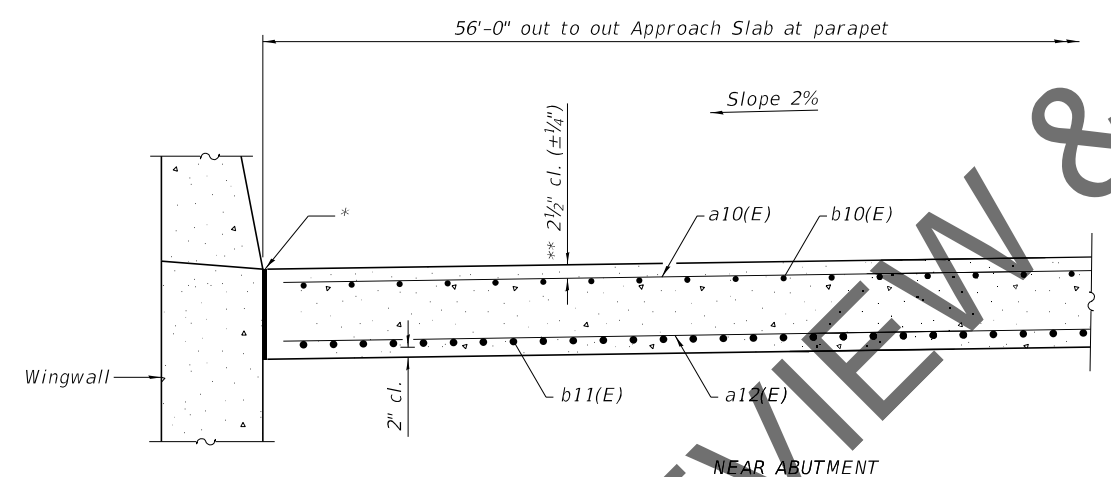 56'-0" out to out Approach Slab at parapet
Slope 2%
** 2½" cl. (±¼")
*
a10(E)
b10(E)
Wingwall
2" cl.
b11(E)
a12(E)
NEAR ABUTMENT
VIEW &